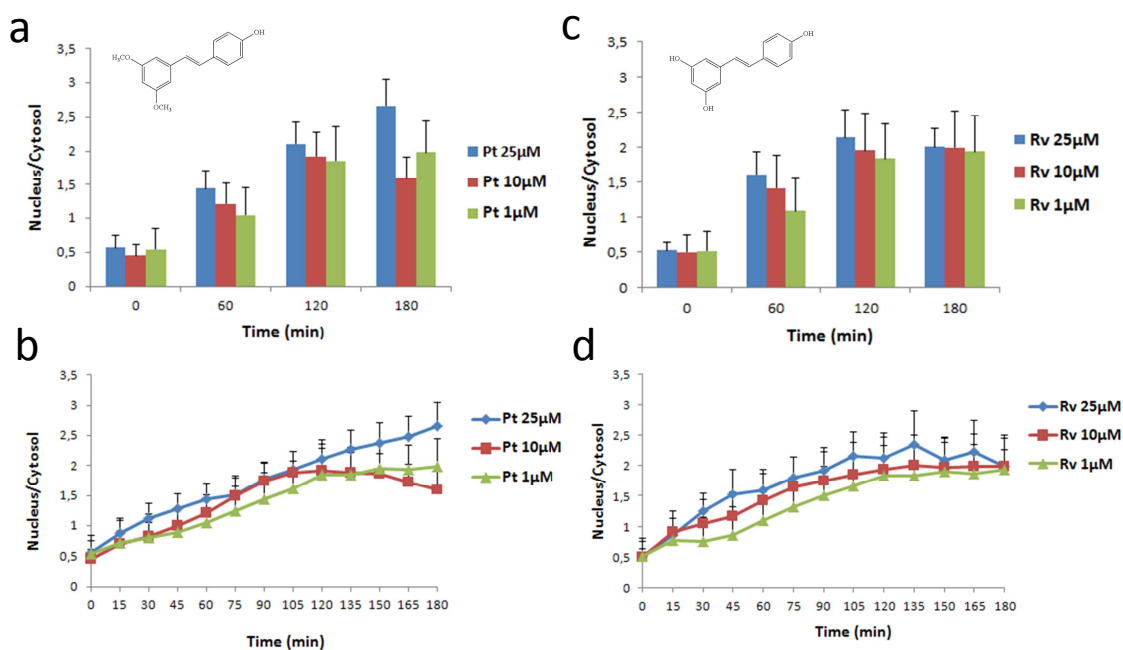 a
3,5
3
2,5
2
1,5
1
0,5
0
Nucleus/Cytosol
H₃CO
OCH₃
OH
Pt 25µM
Pt 10µM
Pt 1µM
0 60 120 180
Time (min)
c
3,5
3
2,5
2
1,5
1
0,5
0
Nucleus/Cytosol
HO
OH
OH
Rv 25µM
Rv 10µM
Rv 1µM
0 60 120 180
Time (min)
b
3,5
3
2,5
2
1,5
1
0,5
0
Nucleus/Cytosol
Pt 25µM
Pt 10µM
Pt 1µM
0 15 30 45 60 75 90 105 120 135 150 165 180
Time (min)
d
3,5
3
2,5
2
1,5
1
0,5
0
Nucleus/Cytosol
Rv 25µM
Rv 10µM
Rv 1µM
0 15 30 45 60 75 90 105 120 135 150 165 180
Time (min)